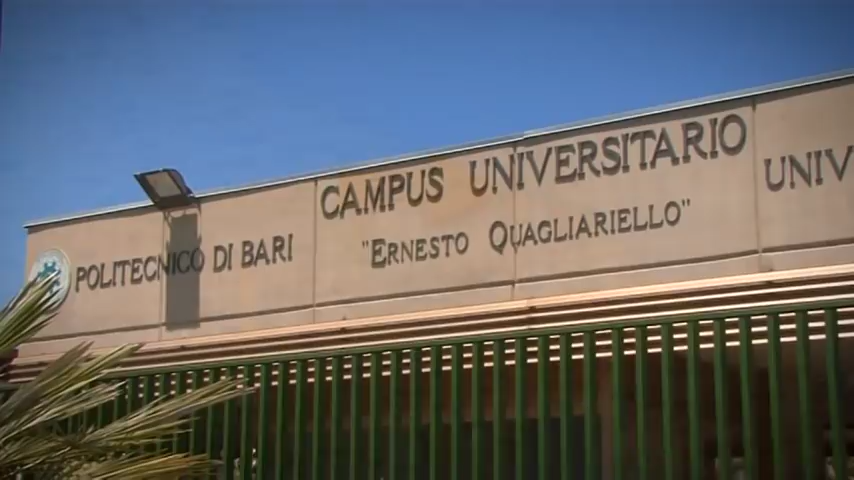 POLITECNICO DI BARI
CAMPUS UNIVERSITARIO
"ERNESTO QUAGLIARIELLO"